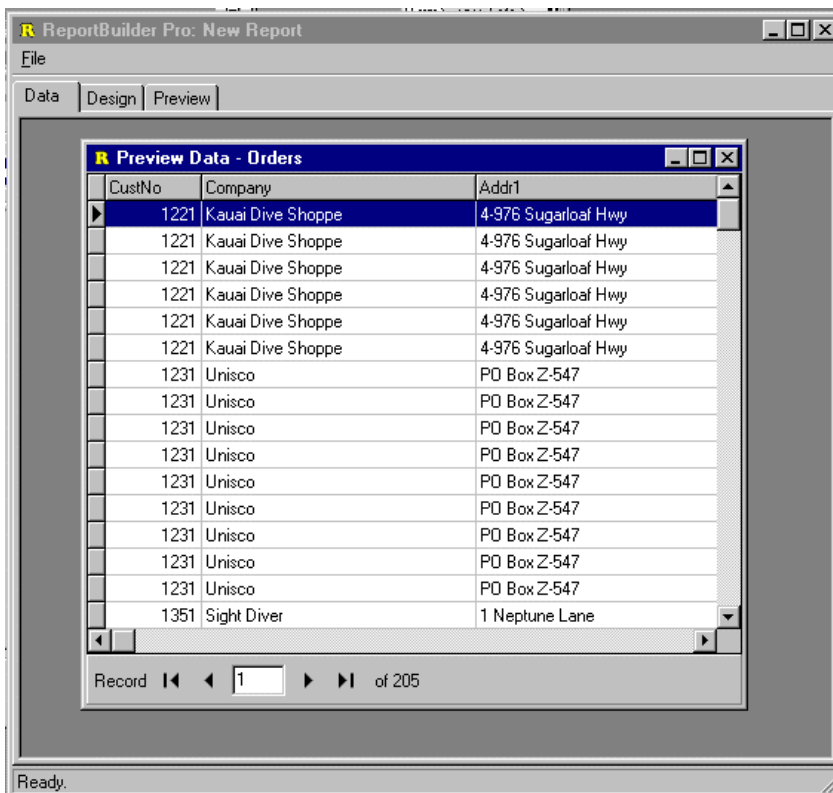 R ReportBuilder Pro: New Report
File
Data Design Preview
R Preview Data - Orders
CustNo Company Addr1
1221 Kauai Dive Shoppe 4-976 Sugarloaf Hwy
1221 Kauai Dive Shoppe 4-976 Sugarloaf Hwy
1221 Kauai Dive Shoppe 4-976 Sugarloaf Hwy
1221 Kauai Dive Shoppe 4-976 Sugarloaf Hwy
1221 Kauai Dive Shoppe 4-976 Sugarloaf Hwy
1221 Kauai Dive Shoppe 4-976 Sugarloaf Hwy
1231 Unisco PO Box Z-547
1231 Unisco PO Box Z-547
1231 Unisco PO Box Z-547
1231 Unisco PO Box Z-547
1231 Unisco PO Box Z-547
1231 Unisco PO Box Z-547
1231 Unisco PO Box Z-547
1231 Unisco PO Box Z-547
1231 Unisco PO Box Z-547
1351 Sight Diver 1 Neptune Lane
Record 1 of 205
Ready.